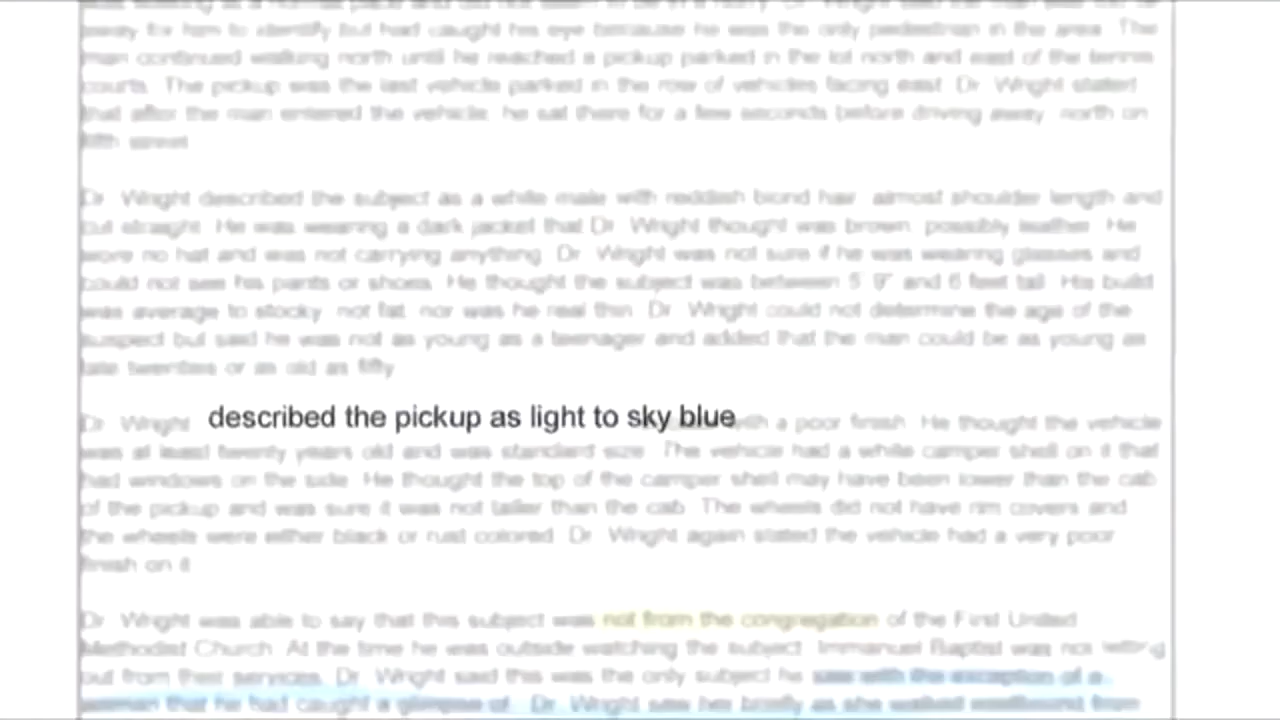 away for him to identify but had caught his eye because he was the only pedestrian in the area. The
man continued walking north until he reached a pickup parked in the lot north and east of the tennis
courts. The pickup was the last vehicle parked in the row of vehicles facing east. Dr. Wright stated
that after the man entered the vehicle, he sat there for a few seconds before driving away, north on
fifth street.
Dr. Wright described the subject as a white male with reddish blond hair, almost shoulder length and
cut straight. He was wearing a dark jacket that Dr. Wright thought was brown, possibly leather. He
wore no hat and was not carrying anything. Dr. Wright was not sure if he was wearing glasses and
could not see his pants or shoes. He thought the subject was between 5' 9" and 6 feet tall. His build
was average to stocky, not fat, nor was he real thin. Dr. Wright could not determine the age of the
suspect but said he was not as young as a teenager and added that the man could be as young as
late twenties or as old as fifty.
Dr. Wright described the pickup as light to sky blue with a poor finish. He thought the vehicle
was at least twenty years old and was standard size. The vehicle had a white camper shell on it that
had windows on the side. He thought the top of the camper shell may have been lower than the cab
of the pickup and was sure it was not taller than the cab. The wheels did not have rim covers and
the wheels were either black or rust colored. Dr. Wright again stated the vehicle had a very poor
finish on it.
Dr. Wright was able to say that this subject was not from the congregation of the First United
Methodist Church. At the time he was outside watching the subject, Immanuel Baptist was not letting
out from their services. Dr. Wright said this was the only subject he saw with the exception of a
woman that he had caught a glimpse of. Dr. Wright saw her briefly as she walked westbound from